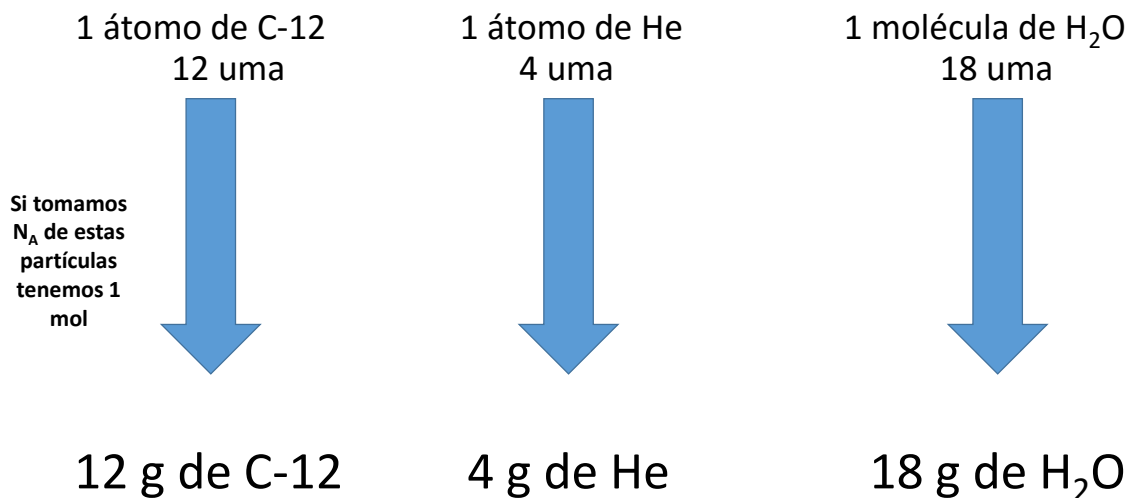 1 átomo de C-12
12 uma
1 átomo de He
4 uma
1 molécula de H₂O
18 uma
Si tomamos
N_A de estas
partículas
tenemos 1
mol
12 g de C-12
4 g de He
18 g de H₂O